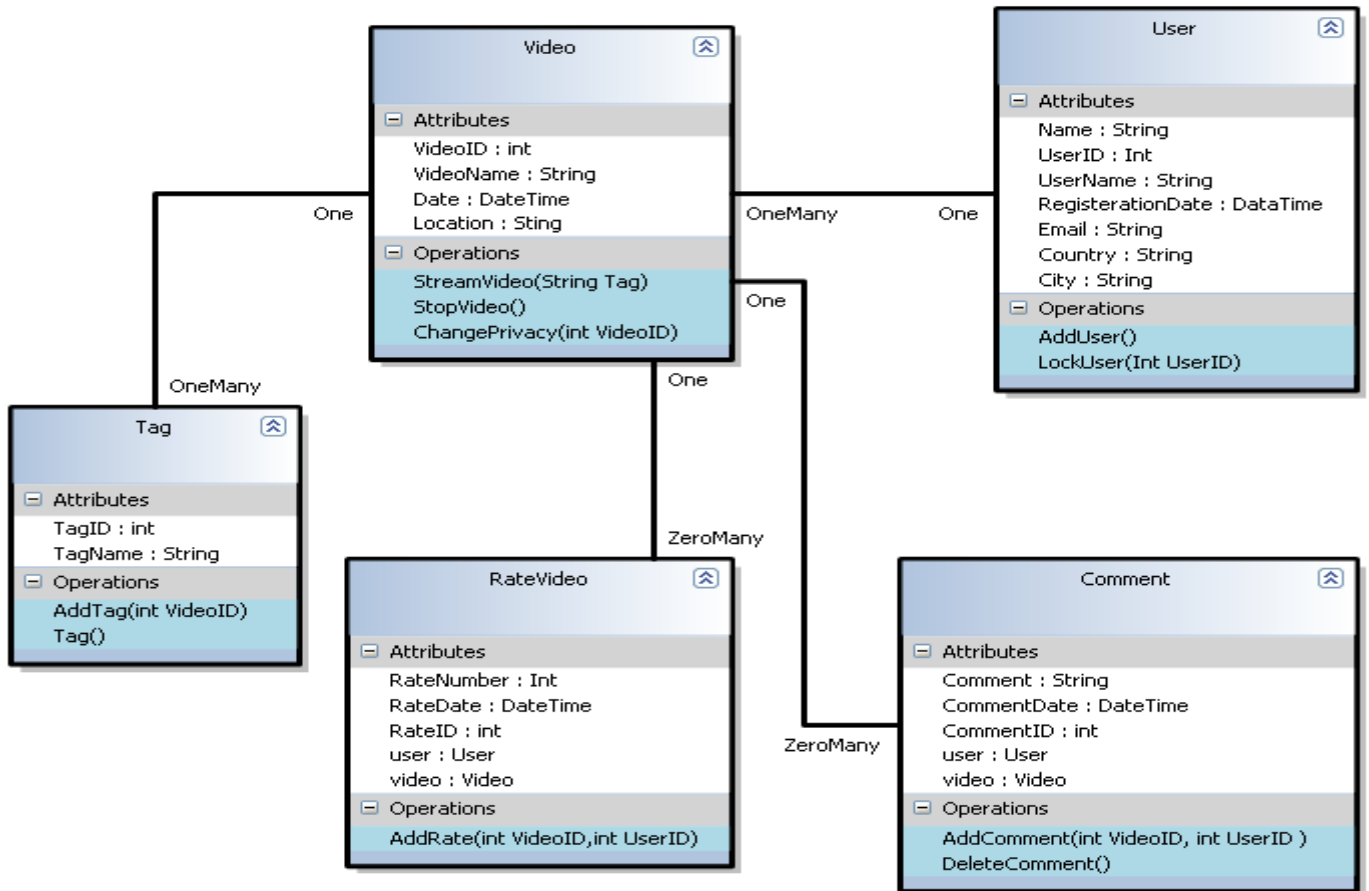 Video
Attributes
VideoID : int
VideoName : String
Date : DateTime
Location : Sting
Operations
StreamVideo(String Tag)
StopVideo()
ChangePrivacy(int VideoID)
User
Attributes
Name : String
UserID : Int
UserName : String
RegisterationDate : DataTime
Email : String
Country : String
City : String
Operations
AddUser()
LockUser(Int UserID)
One
OneMany
One
One
OneMany
One
ZeroMany
ZeroMany
Tag
Attributes
TagID : int
TagName : String
Operations
AddTag(int VideoID)
Tag()
RateVideo
Attributes
RateNumber : Int
RateDate : DateTime
RateID : int
user : User
video : Video
Operations
AddRate(int VideoID,int UserID)
Comment
Attributes
Comment : String
CommentDate : DateTime
CommentID : int
user : User
video : Video
Operations
AddComment(int VideoID, int UserID )
DeleteComment()